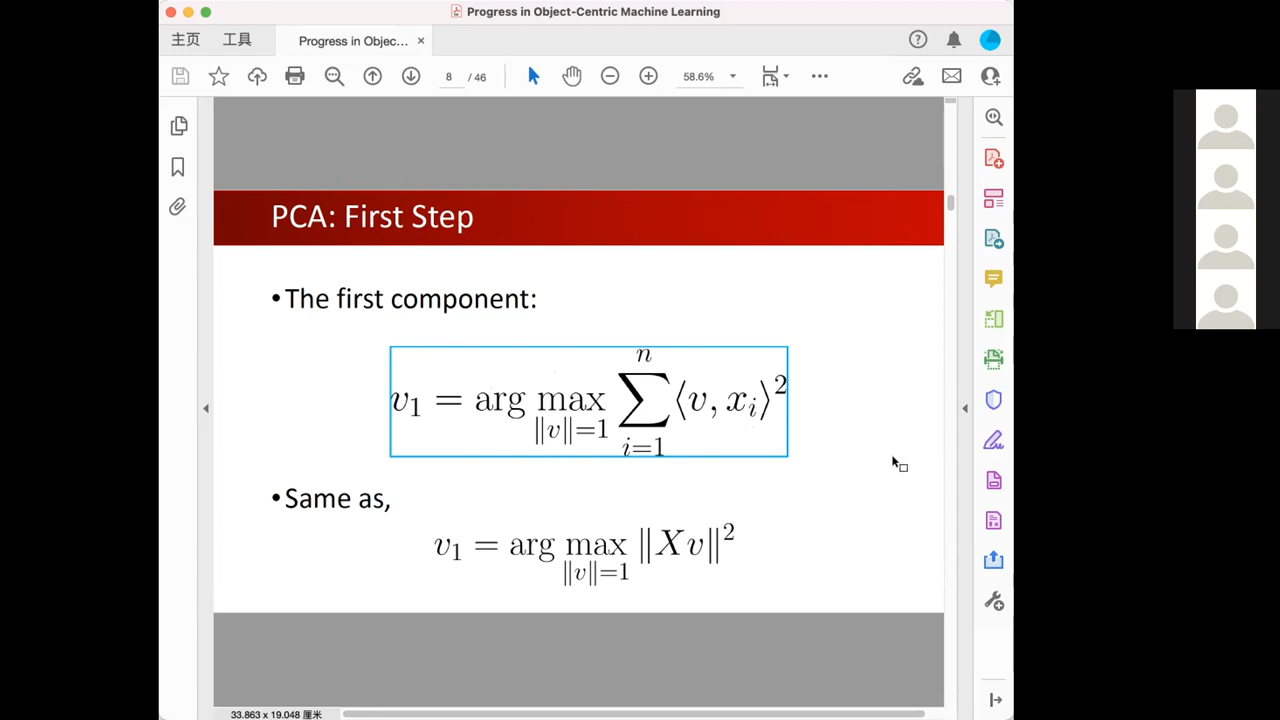 Progress in Object-Centric Machine Learning
主页 工具 Progress in Objec... ×
8 / 46 58.6%
PCA: First Step
• The first component:
v₁ = arg max_{‖v‖=1} ∑_{i=1}^{n} ⟨v, xᵢ⟩²
• Same as,
v₁ = arg max_{‖v‖=1} ‖Xv‖²
33.863 x 19.048 厘米